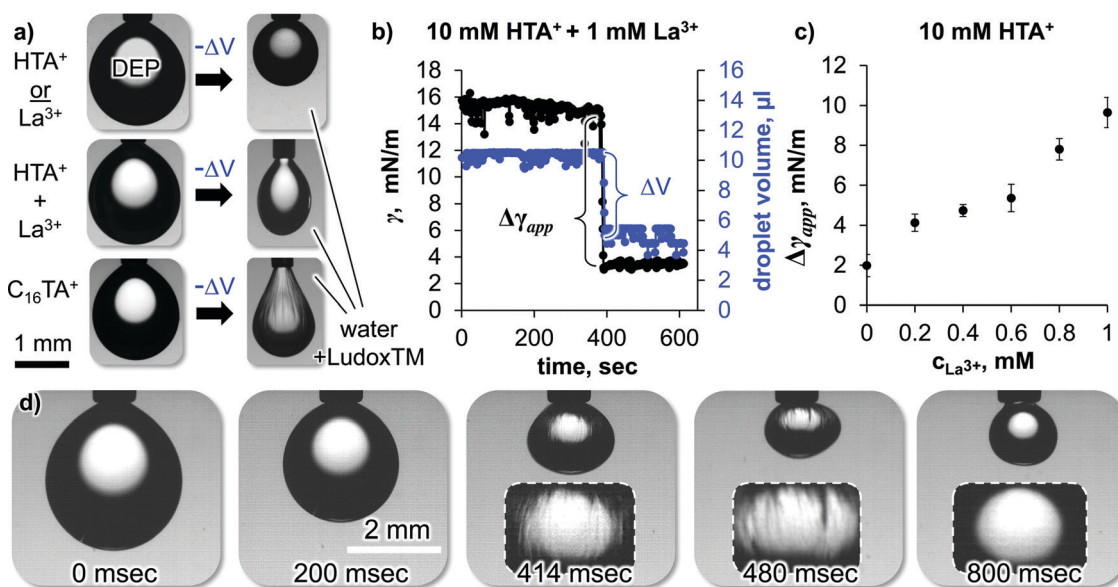 a)
HTA⁺
or
La³⁺
DEP
-ΔV
HTA⁺
+
La³⁺
-ΔV
C₁₆TA⁺
-ΔV
1 mm
water
+LudoxTM
b)
10 mM HTA⁺ + 1 mM La³⁺
γ, mN/m
18
16
14
12
10
8
6
4
2
0
Δγapp
ΔV
16
14
12
10
8
6
4
2
0
droplet volume, µl
0 200 400 600
time, sec
c)
10 mM HTA⁺
Δγapp, mN/m
12
10
8
6
4
2
0
0 0.2 0.4 0.6 0.8 1
cLa³⁺, mM
d)
0 msec
200 msec
2 mm
414 msec
480 msec
800 msec